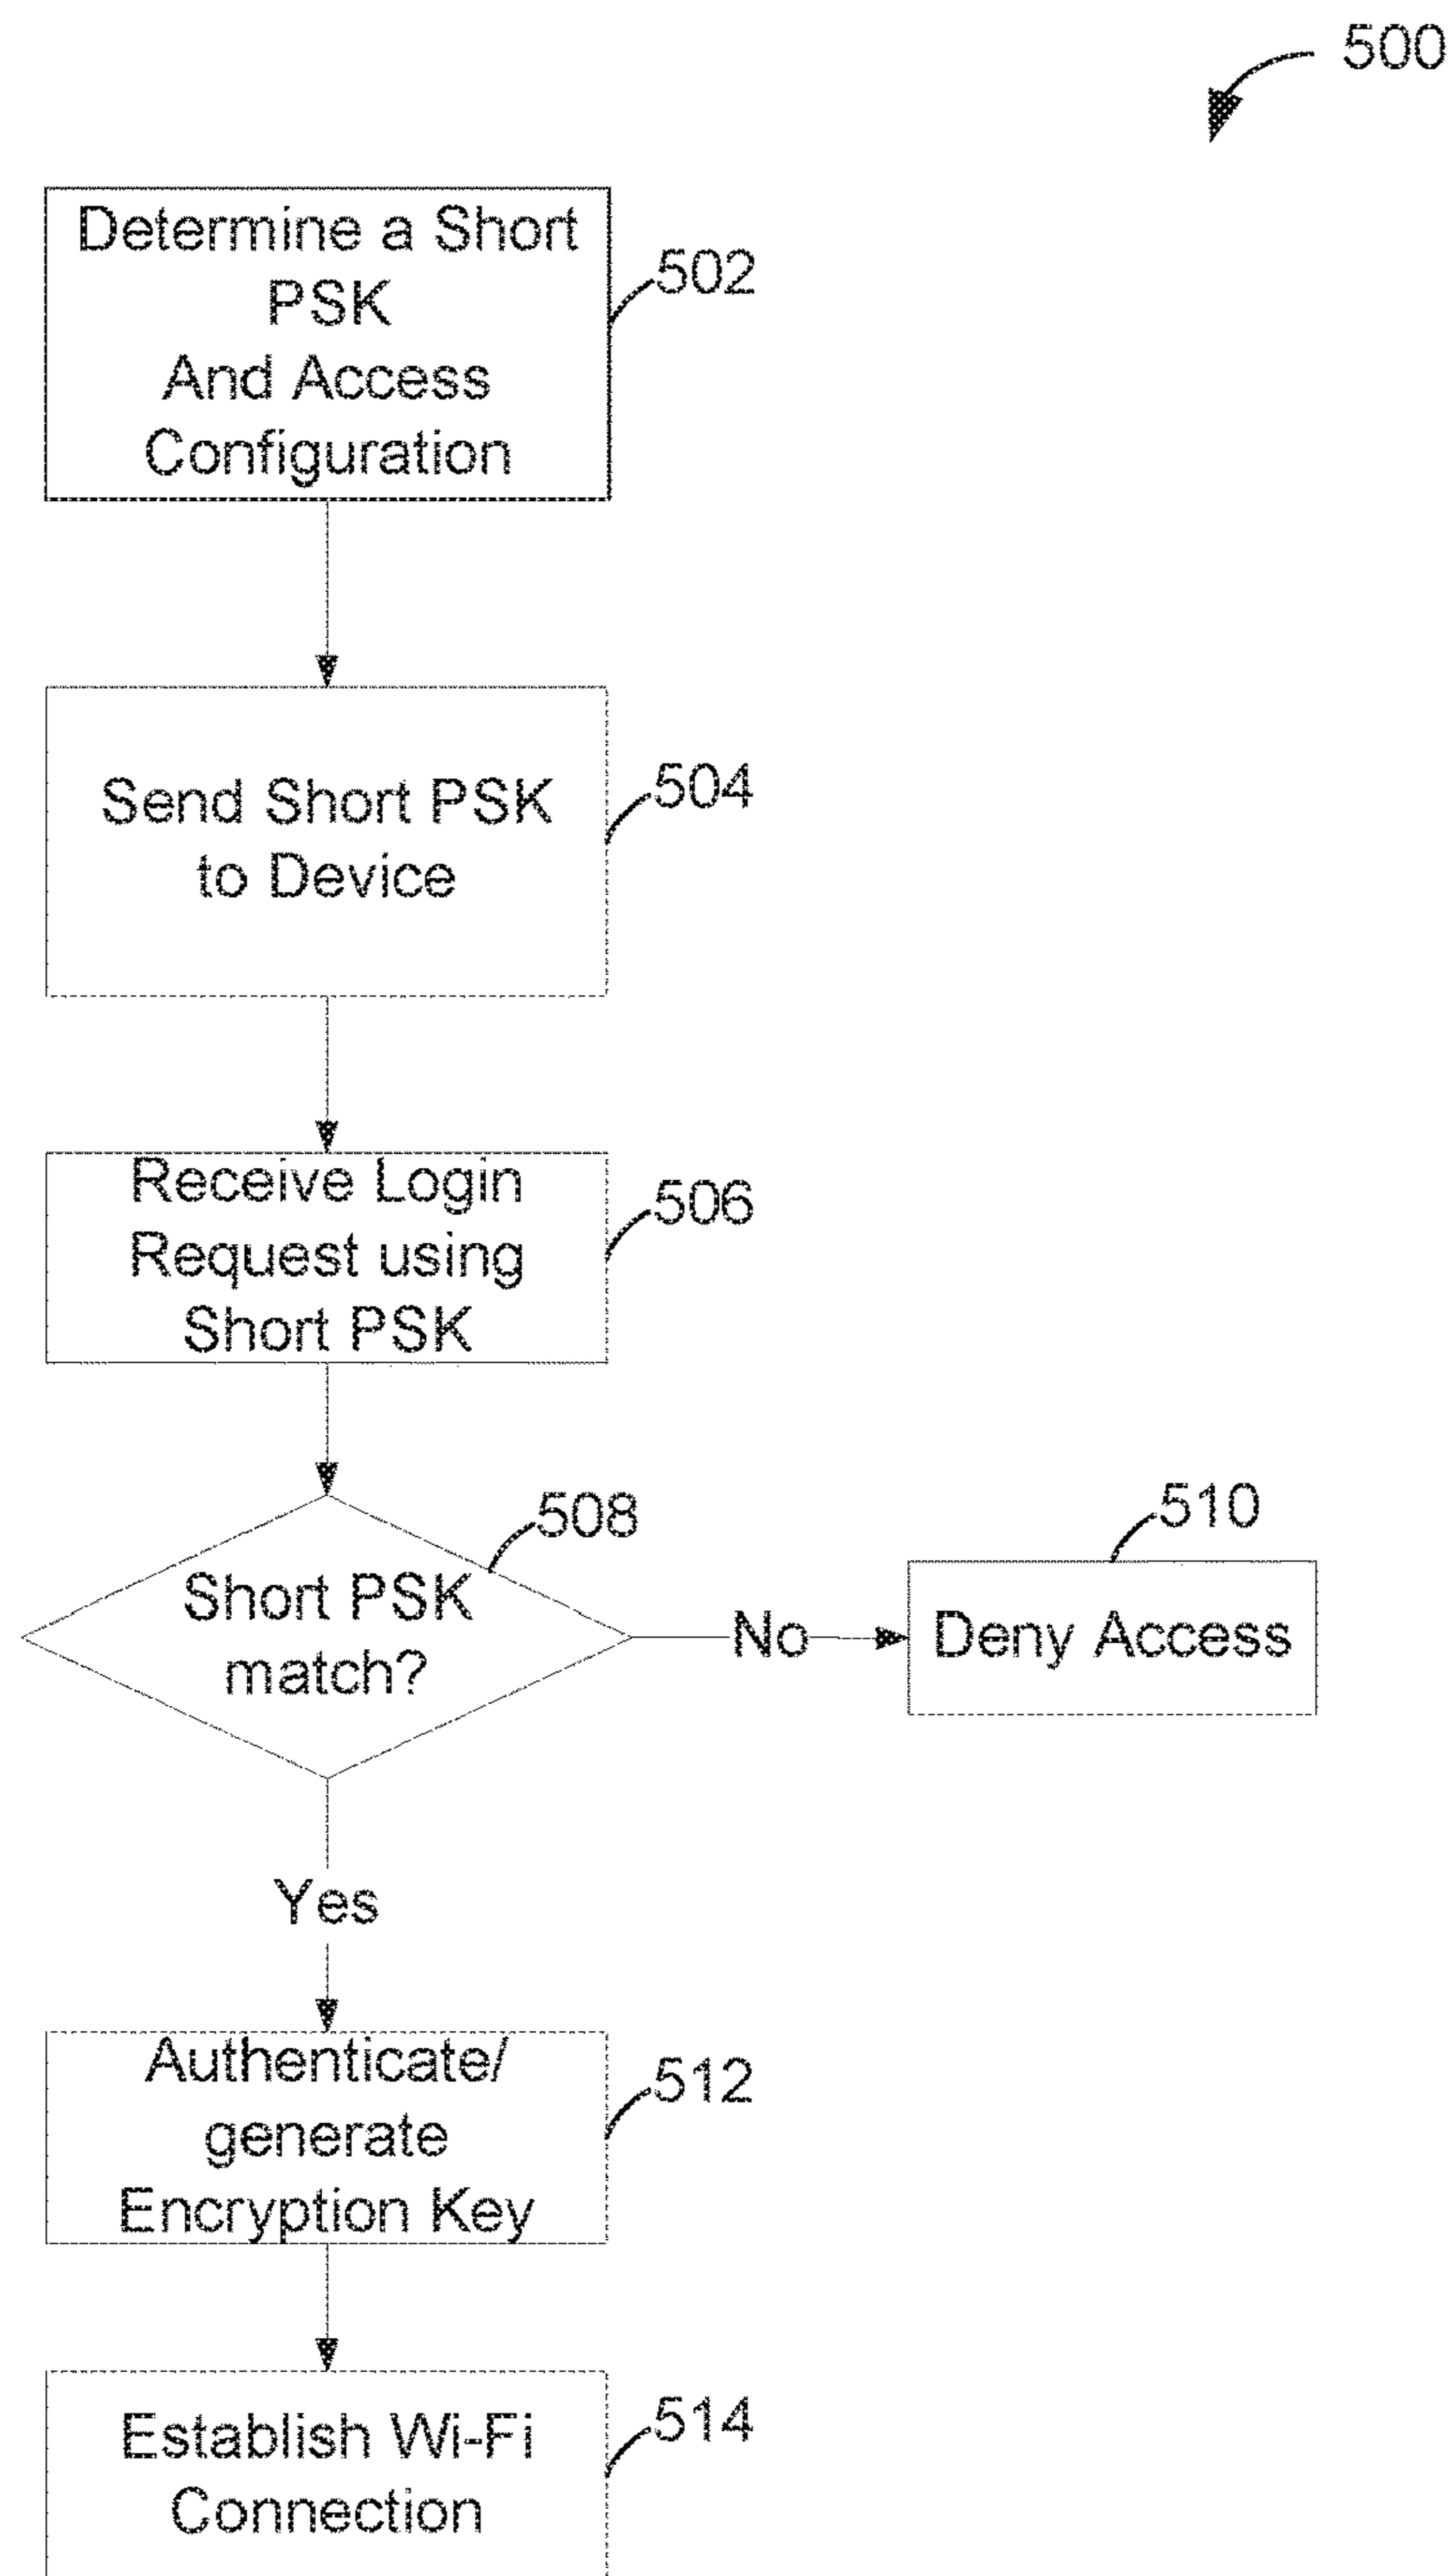 500
Determine a Short
PSK
And Access
Configuration
502
Send Short PSK
to Device
504
Receive Login
Request using
Short PSK
506
Short PSK
match?
508
No
Deny Access
510
Yes
Authenticate/
generate
Encryption Key
512
Establish Wi-Fi
Connection
514